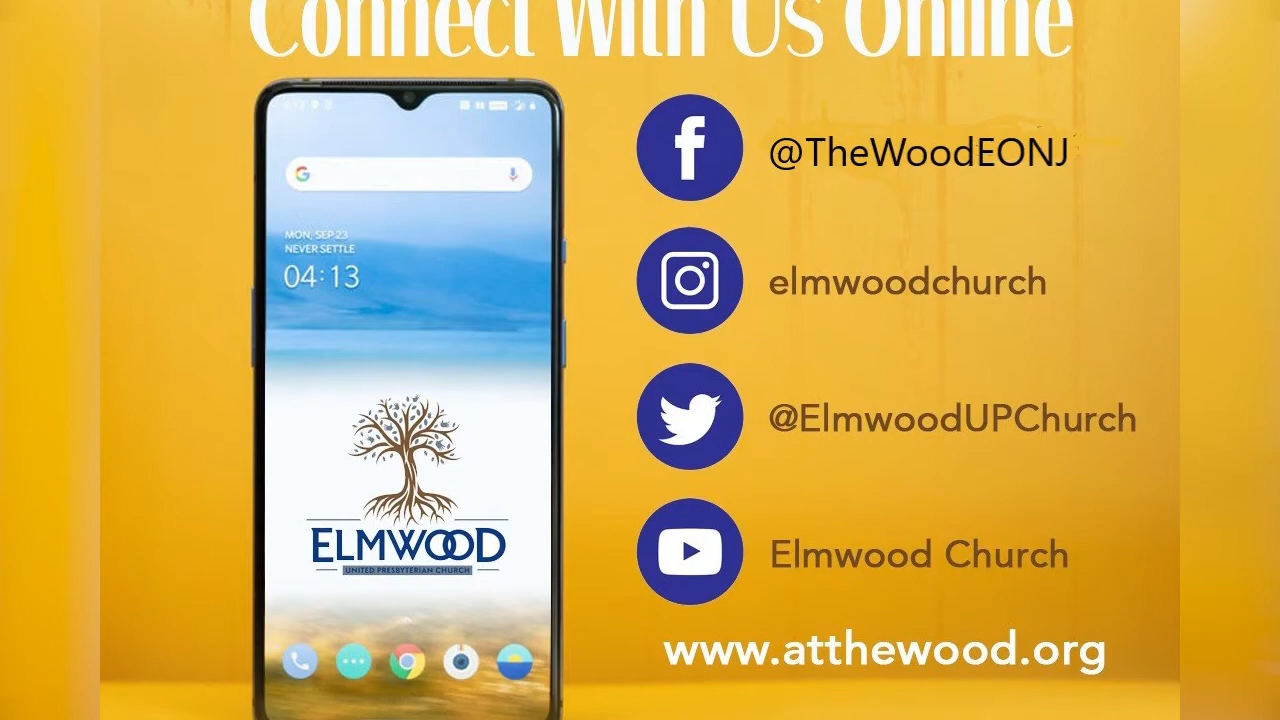 Connect With Us Online
@TheWoodEONJ
MON, SEP 23
NEVER SETTLE
04:13
elmwoodchurch
@ElmwoodUPChurch
ELMWOOD
UNITED PRESBYTERIAN CHURCH
Elmwood Church
www.atthewood.org